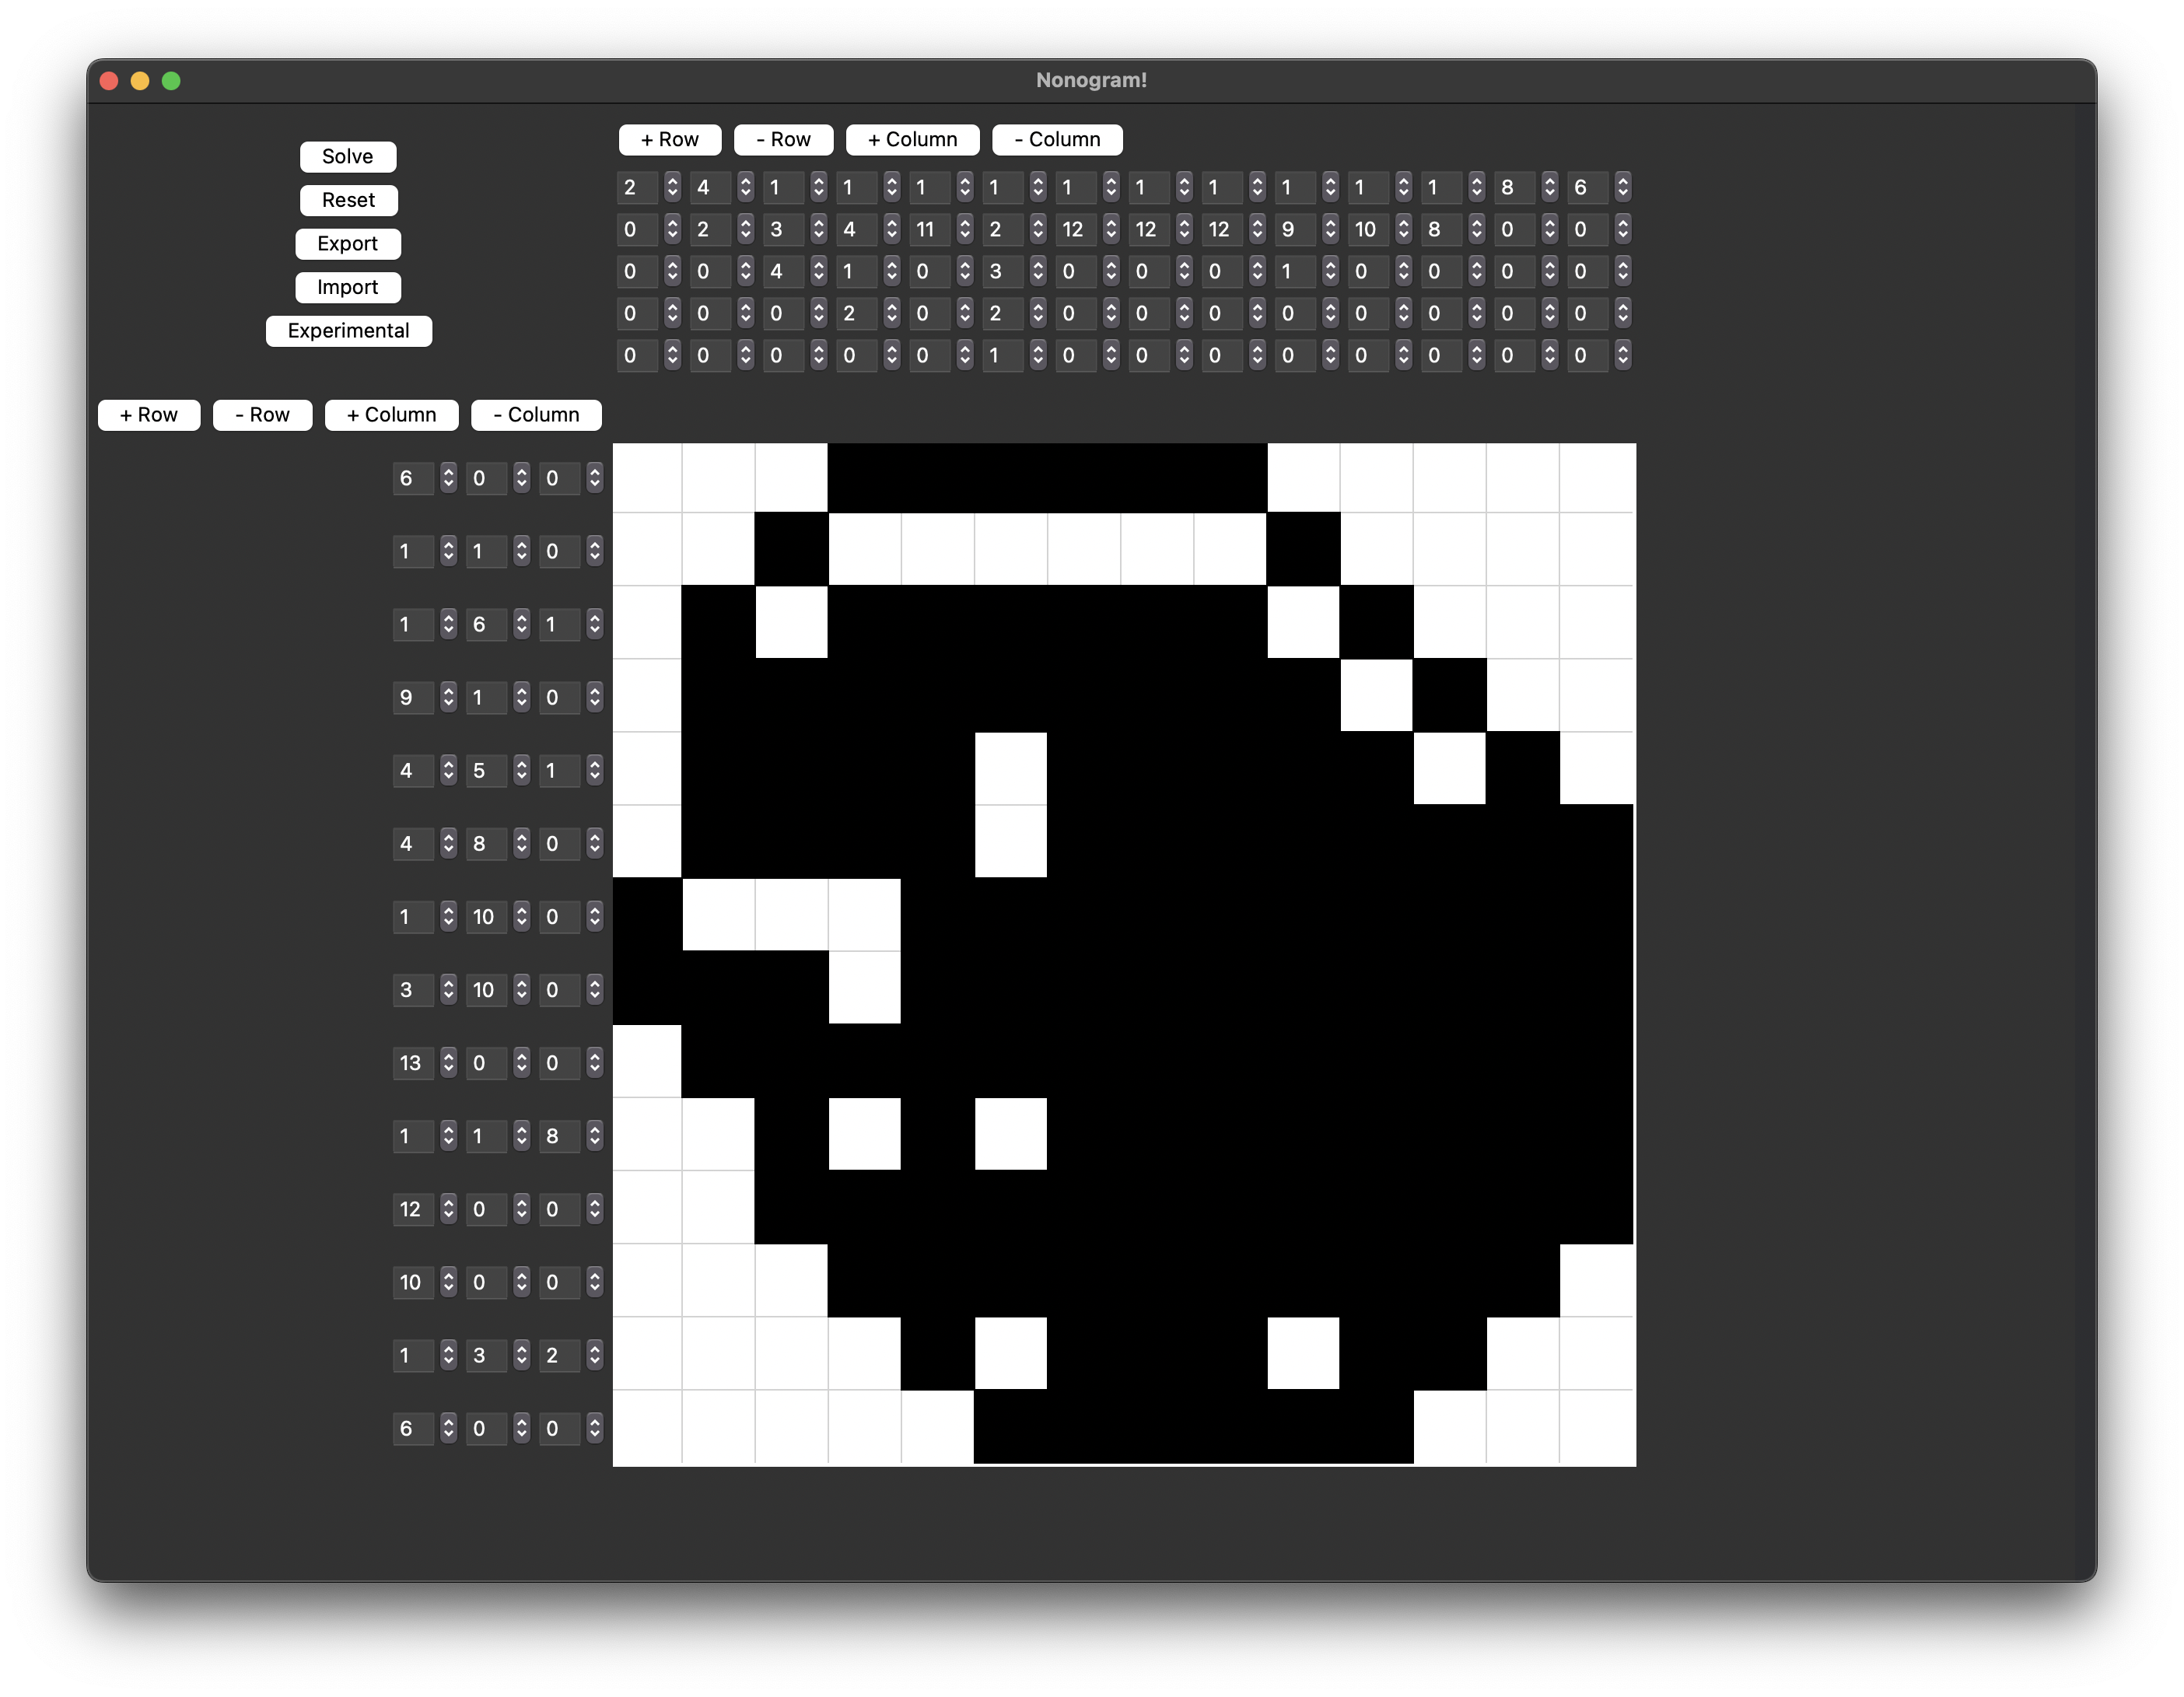 Nonogram!
Solve
Reset
Export
Import
Experimental
+ Row - Row + Column - Column
2 4 1 1 1 1 1 1 1 1 1 1 8 6
0 2 3 4 11 2 12 12 12 9 10 8 0 0
0 0 4 1 0 3 0 0 0 1 0 0 0 0
0 0 0 2 0 2 0 0 0 0 0 0 0 0
0 0 0 0 0 1 0 0 0 0 0 0 0 0
+ Row - Row + Column - Column
6 0 0
1 1 0
1 6 1
9 1 0
4 5 1
4 8 0
1 10 0
3 10 0
13 0 0
1 1 8
12 0 0
10 0 0
1 3 2
6 0 0